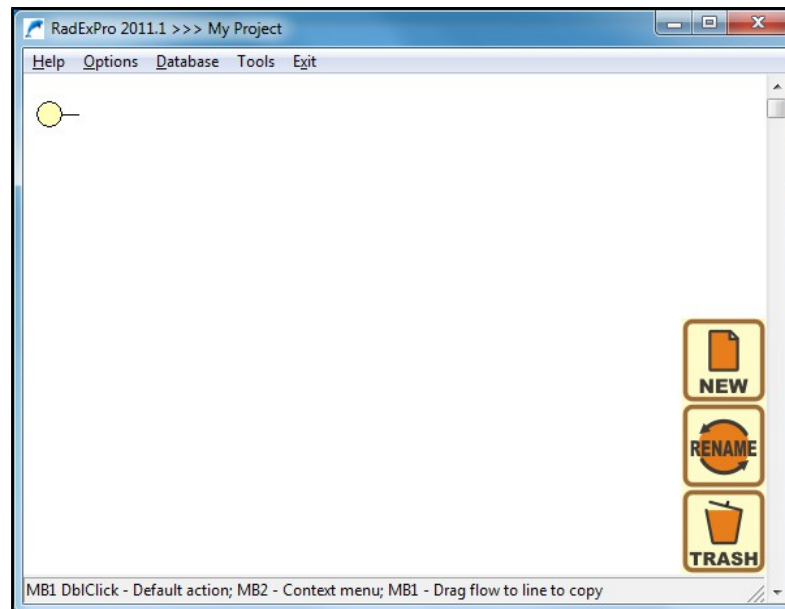 RadExPro 2011.1 >>> My Project
Help Options Database Tools Exit
NEW
RENAME
TRASH
MB1 DblClick - Default action; MB2 - Context menu; MB1 - Drag flow to line to copy